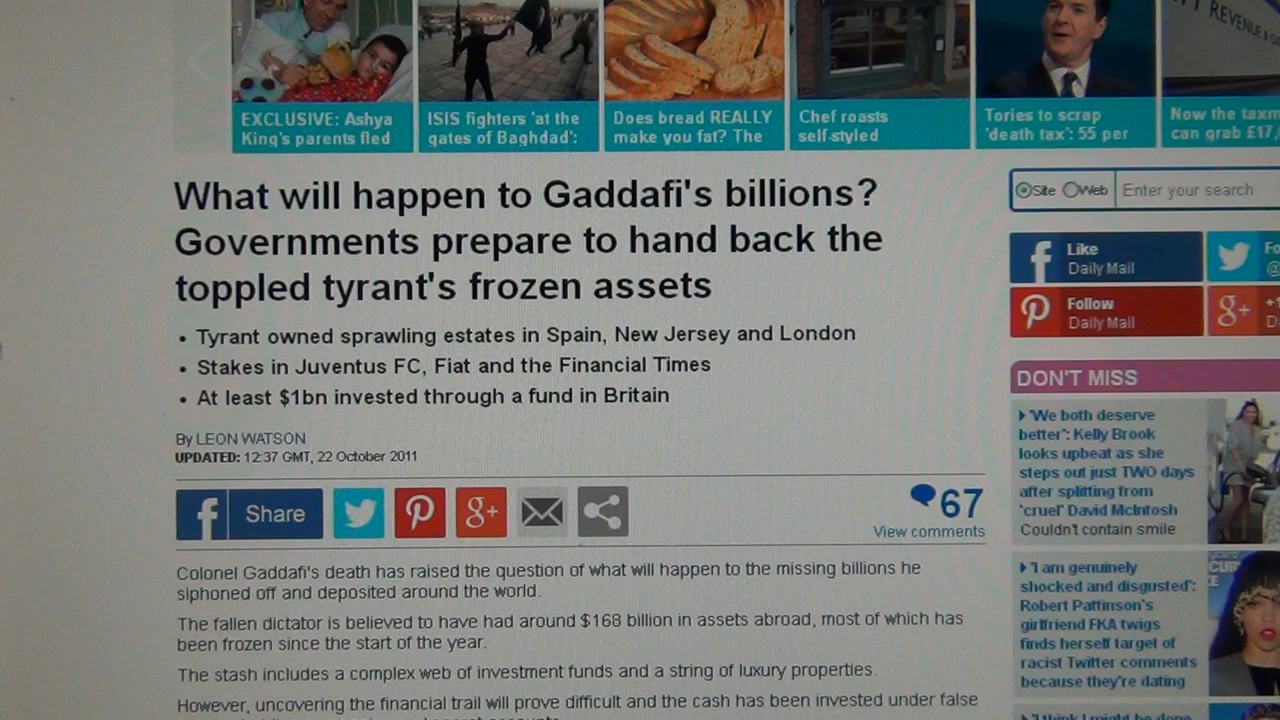 EXCLUSIVE: Ashya
King's parents fled
ISIS fighters 'at the
gates of Baghdad':
Does bread REALLY
make you fat? The
Chef roasts
self-styled
Tories to scrap
'death tax': 55 per
REVENUE &
Now the taxm
can grab £17,
What will happen to Gaddafi's billions?
Governments prepare to hand back the
toppled tyrant's frozen assets
• Tyrant owned sprawling estates in Spain, New Jersey and London
• Stakes in Juventus FC, Fiat and the Financial Times
• At least $1bn invested through a fund in Britain
By LEON WATSON
UPDATED: 12:37 GMT, 22 October 2011
Share
67
View comments
Colonel Gaddafi's death has raised the question of what will happen to the missing billions he
siphoned off and deposited around the world.
The fallen dictator is believed to have had around $168 billion in assets abroad, most of which has
been frozen since the start of the year.
The stash includes a complex web of investment funds and a string of luxury properties.
However, uncovering the financial trail will prove difficult and the cash has been invested under false
Site Web Enter your search
Like
Daily Mail
Fo
@
Follow
Daily Mail
+1
D
DON'T MISS
'We both deserve
better': Kelly Brook
looks upbeat as she
steps out just TWO days
after splitting from
'cruel' David McIntosh
Couldn't contain smile
'I am genuinely
shocked and disgusted':
Robert Pattinson's
girlfriend FKA twigs
finds herself target of
racist Twitter comments
because they're dating